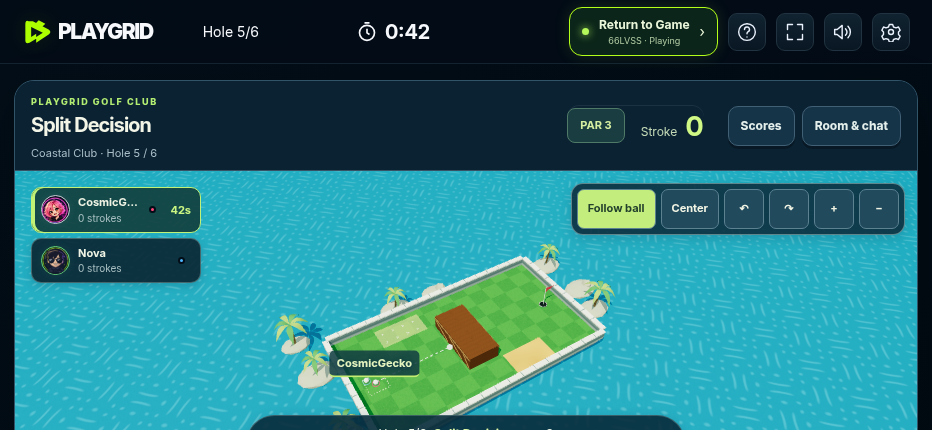 PLAYGRID
Hole 5/6
0:42
Return to Game
66LVSS · Playing
PLAYGRID GOLF CLUB
Split Decision
Coastal Club · Hole 5 / 6
PAR 3
Stroke 0
Scores
Room & chat
CosmicG...
0 strokes
42s
Nova
0 strokes
Follow ball
Center
↶
↷
+
−
CosmicGecko